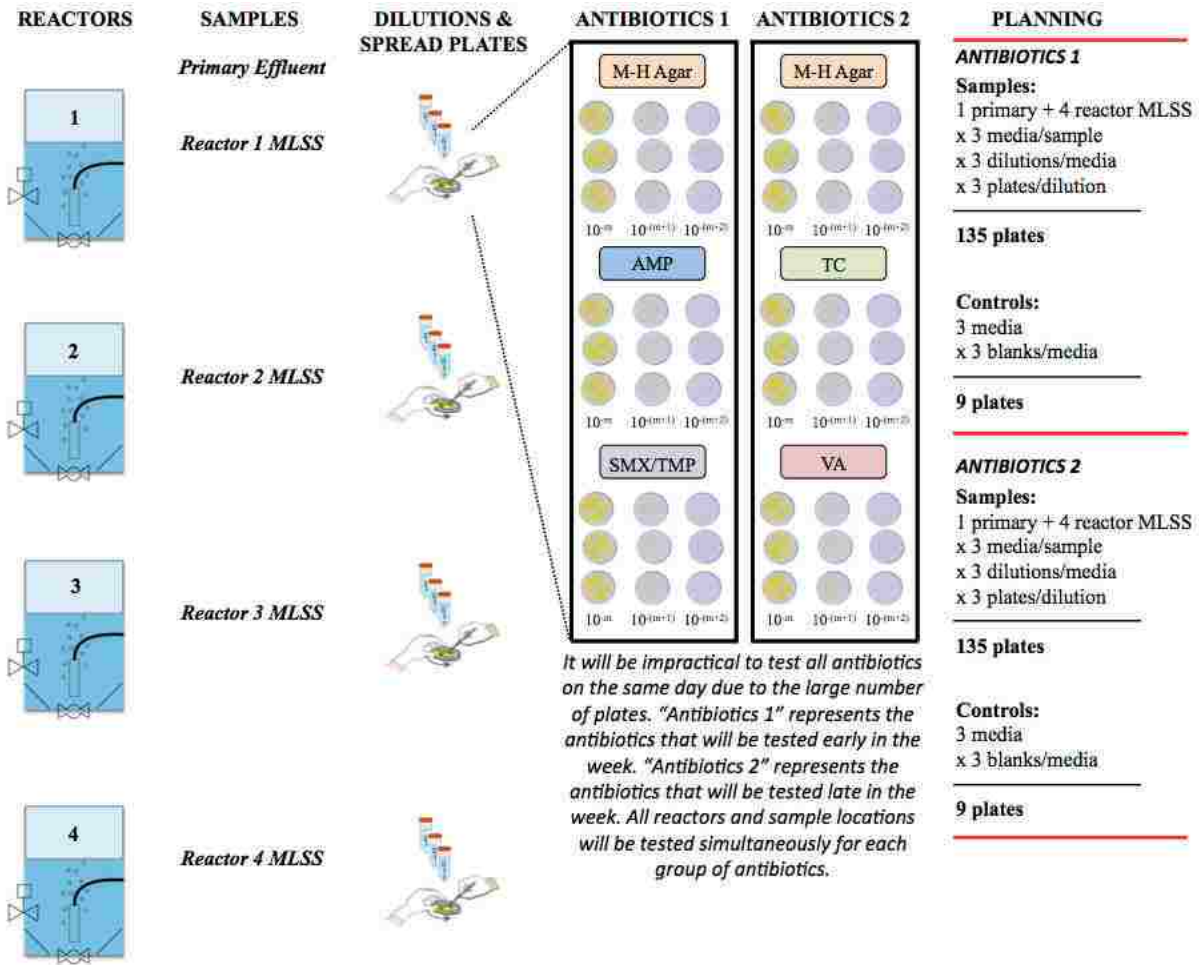 REACTORS
SAMPLES
DILUTIONS &
SPREAD PLATES
ANTIBIOTICS 1
ANTIBIOTICS 2
PLANNING
Primary Effluent
1
Reactor 1 MLSS
2
Reactor 2 MLSS
3
Reactor 3 MLSS
4
Reactor 4 MLSS
M-H Agar
10-m 10-(m+1) 10-(m+2)
AMP
10-m 10-(m+1) 10-(m+2)
SMX/TMP
10-m 10-(m+1) 10-(m+2)
M-H Agar
10-m 10-(m+1) 10-(m+2)
TC
10-m 10-(m+1) 10-(m+2)
VA
10-m 10-(m+1) 10-(m+2)
It will be impractical to test all antibiotics
on the same day due to the large number
of plates. “Antibiotics 1” represents the
antibiotics that will be tested early in the
week. “Antibiotics 2” represents the
antibiotics that will be tested late in the
week. All reactors and sample locations
will be tested simultaneously for each
group of antibiotics.
ANTIBIOTICS 1
Samples:
1 primary + 4 reactor MLSS
x 3 media/sample
x 3 dilutions/media
x 3 plates/dilution
135 plates
Controls:
3 media
x 3 blanks/media
9 plates
ANTIBIOTICS 2
Samples:
1 primary + 4 reactor MLSS
x 3 media/sample
x 3 dilutions/media
x 3 plates/dilution
135 plates
Controls:
3 media
x 3 blanks/media
9 plates